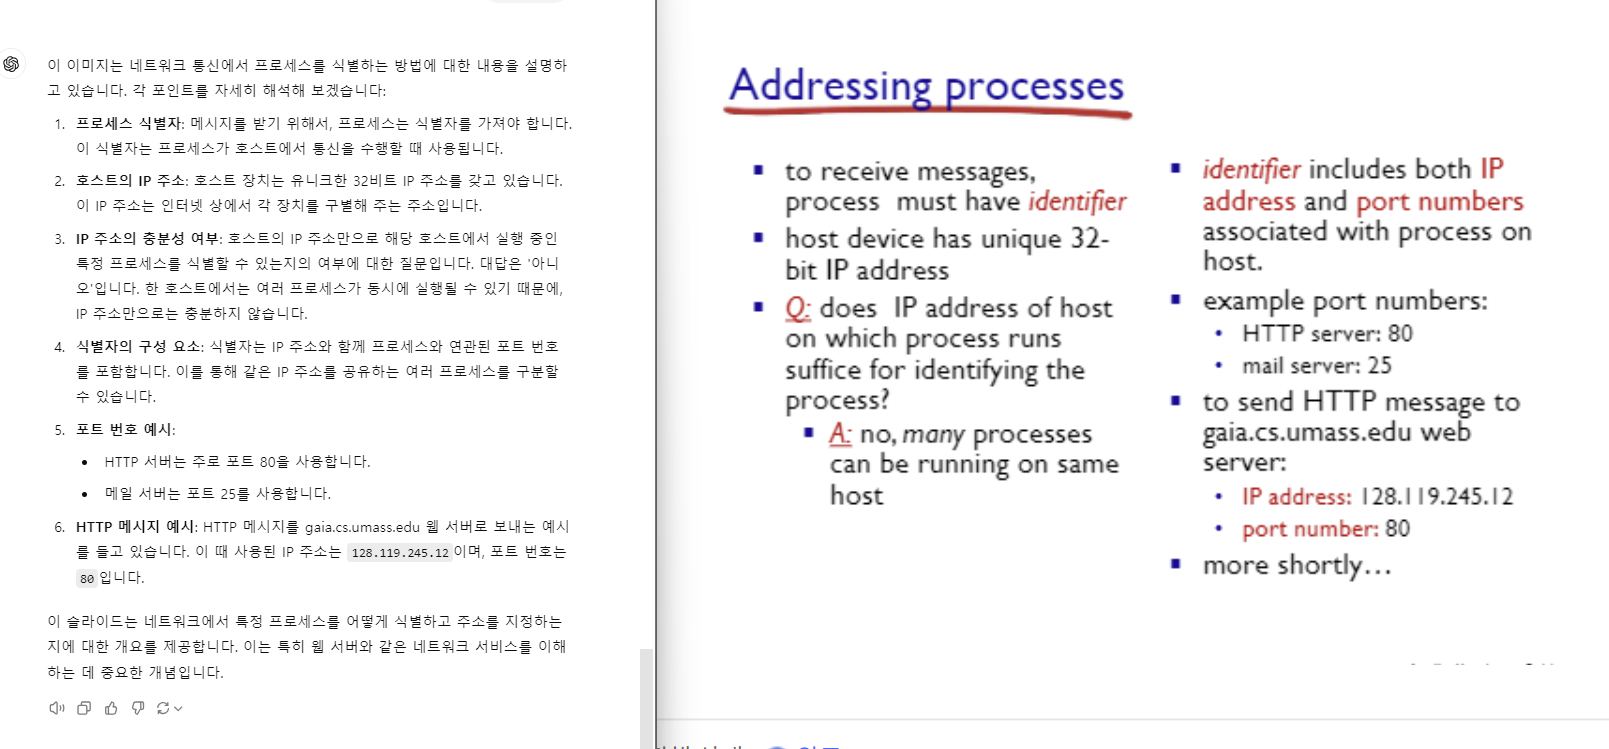 이 이미지는 네트워크 통신에서 프로세스를 식별하는 방법에 대한 내용을 설명하
고 있습니다. 각 포인트를 자세히 해석해 보겠습니다:
1. 프로세스 식별자: 메시지를 받기 위해서, 프로세스는 식별자를 가져야 합니다.
이 식별자는 프로세스가 호스트에서 통신을 수행할 때 사용됩니다.
2. 호스트의 IP 주소: 호스트 장치는 유니크한 32비트 IP 주소를 갖고 있습니다.
이 IP 주소는 인터넷 상에서 각 장치를 구별해 주는 주소입니다.
3. IP 주소의 충분성 여부: 호스트의 IP 주소만으로 해당 호스트에서 실행 중인
특정 프로세스를 식별할 수 있는지의 여부에 대한 질문입니다. 대답은 '아니
오'입니다. 한 호스트에서는 여러 프로세스가 동시에 실행될 수 있기 때문에,
IP 주소만으로는 충분하지 않습니다.
4. 식별자의 구성 요소: 식별자는 IP 주소와 함께 프로세스와 연관된 포트 번호
를 포함합니다. 이를 통해 같은 IP 주소를 공유하는 여러 프로세스를 구분할
수 있습니다.
5. 포트 번호 예시:
• HTTP 서버는 주로 포트 80을 사용합니다.
• 메일 서버는 포트 25를 사용합니다.
6. HTTP 메시지 예시: HTTP 메시지를 gaia.cs.umass.edu 웹 서버로 보내는 예시
를 들고 있습니다. 이 때 사용된 IP 주소는 128.119.245.12 이며, 포트 번호는
80 입니다.
이 슬라이드는 네트워크에서 특정 프로세스를 어떻게 식별하고 주소를 지정하는
지에 대한 개요를 제공합니다. 이는 특히 웹 서버와 같은 네트워크 서비스를 이해
하는 데 중요한 개념입니다.
Addressing processes
▪ to receive messages,
process must have identifier
▪ host device has unique 32-
bit IP address
▪ Q: does IP address of host
on which process runs
suffice for identifying the
process?
▪ A: no, many processes
can be running on same
host
▪ identifier includes both IP
address and port numbers
associated with process on
host.
▪ example port numbers:
• HTTP server: 80
• mail server: 25
▪ to send HTTP message to
gaia.cs.umass.edu web
server:
• IP address: 128.119.245.12
• port number: 80
▪ more shortly…